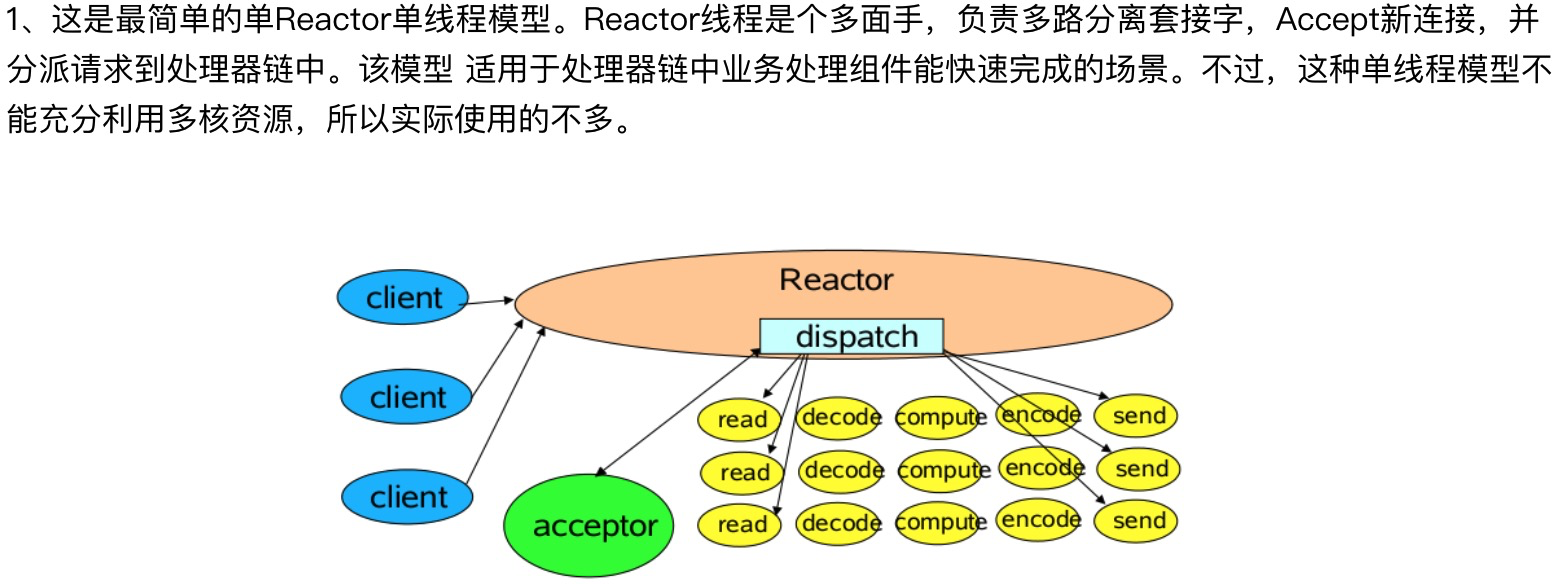 1、这是最简单的单Reactor单线程模型。Reactor线程是个多面手，负责多路分离套接字，Accept新连接，并
分派请求到处理器链中。该模型 适用于处理器链中业务处理组件能快速完成的场景。不过，这种单线程模型不
能充分利用多核资源，所以实际使用的不多。
Reactor
client
dispatch
client
read decode compute encode send
read decode compute encode send
client
acceptor
read decode compute encode send